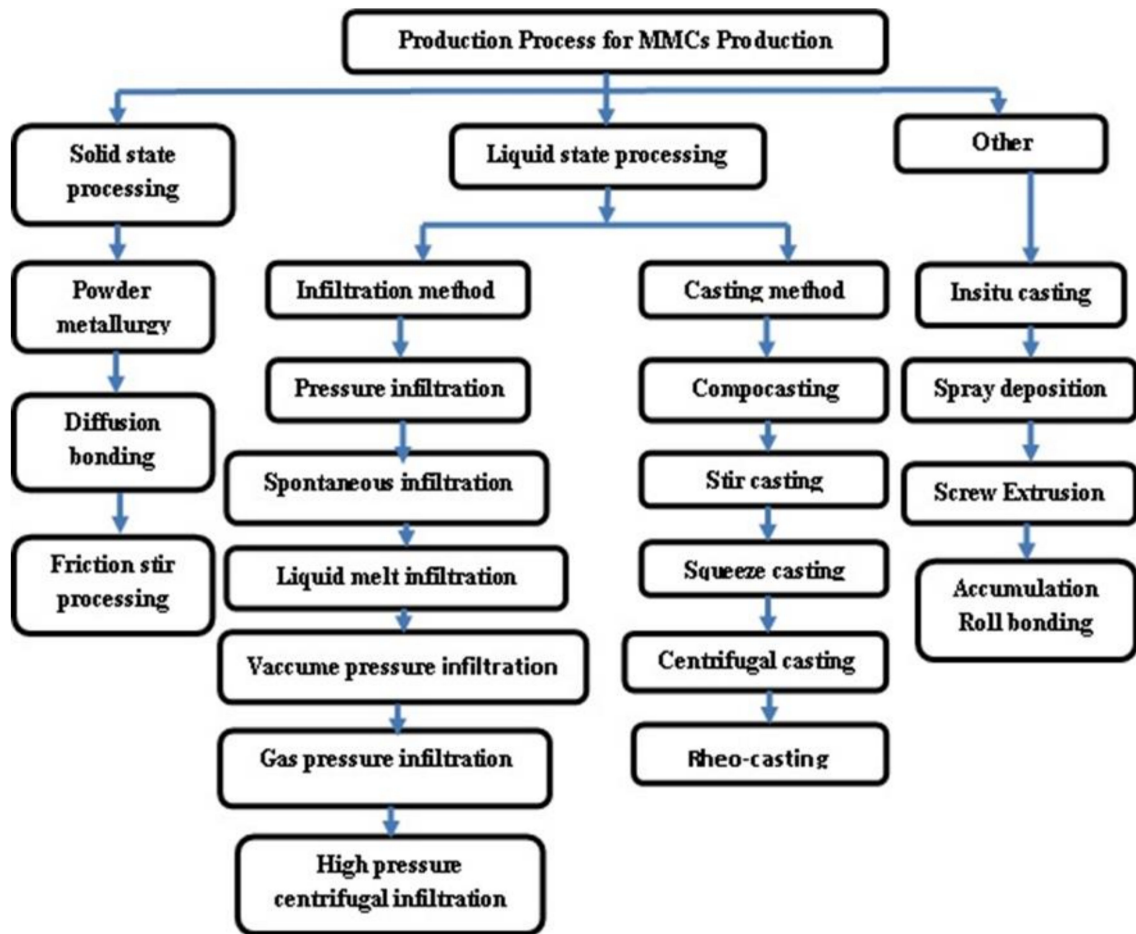 Production Process for MMCs Production
Solid state
processing
Liquid state processing
Other
Powder
metallurgy
Infiltration method
Casting method
Insitu casting
Diffusion
bonding
Pressure infiltration
Compocasting
Spray deposition
Friction stir
processing
Spontaneous infiltration
Stir casting
Screw Extrusion
Liquid melt infiltration
Squeeze casting
Accumulation
Roll bonding
Vaccume pressure infiltration
Centrifugal casting
Gas pressure infiltration
Rheo-casting
High pressure
centrifugal infiltration